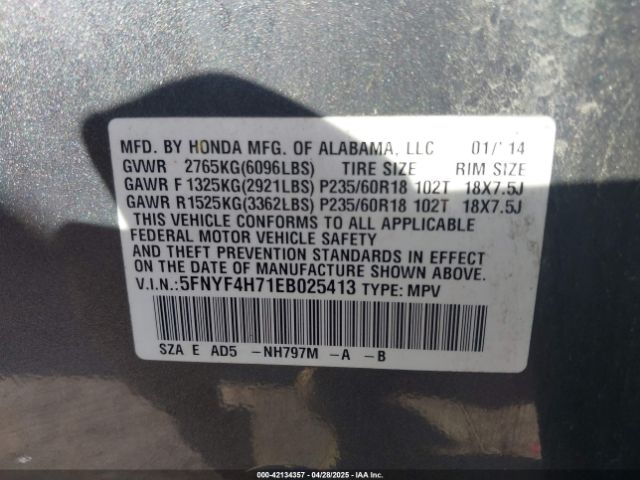 MFD. BY HONDA MFG. OF ALABAMA, LLC 01/'14
GVWR 2765KG(6096LBS) TIRE SIZE RIM SIZE
GAWR F 1325KG(2921LBS) P235/60R18 102T 18X7.5J
GAWR R1525KG(3362LBS) P235/60R18 102T 18X7.5J
THIS VEHICLE CONFORMS TO ALL APPLICABLE
FEDERAL MOTOR VEHICLE SAFETY
AND THEFT PREVENTION STANDARDS IN EFFECT
ON THE DATE OF MANUFACTURE SHOWN ABOVE.
V.I.N.:5FNYF4H71EB025413 TYPE: MPV
SZA E AD5 -NH797M -A -B
000-42134357 04/28/2025 - IAAI.COM